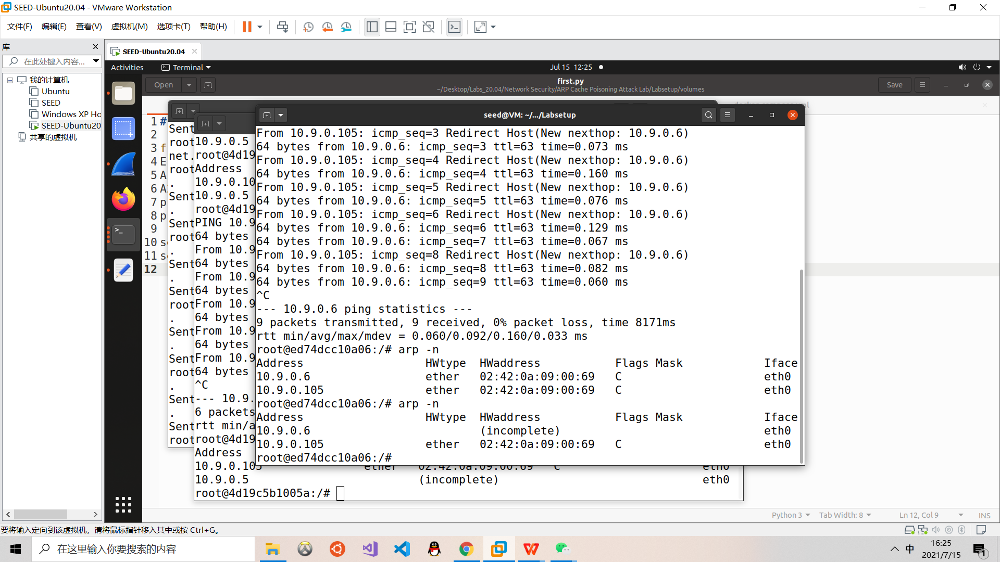 SEED-Ubuntu20.04 - VMware Workstation
文件(F) 编辑(E) 查看(V) 虚拟机(M) 选项卡(T) 帮助(H)
库
在此处键入内容...
我的计算机
Ubuntu
SEED
Windows XP Ho
SEED-Ubuntu20
共享的虚拟机
SEED-Ubuntu20.04
Activities
Terminal
Jul 15 12:25
Open
first.py
~/Desktop/Labs_20.04/Network Security/ARP Cache Poisoning Attack Lab/Labsetup/volumes
Save
1 #
2
3 f
4 E
5 A
6 A
7 p
8 p
9
10 s
11 s
12
Sent
root
net.
root
.
Sent
.
Sent
root
.
Sent
.
Sent
root
.
Sent
.
Sent
root
.
Sent
.
Sent
root
10.9.0.5
root@4d19
Address
10.9.0.10
10.9.0.5
root@4d19
PING 10.9
64 bytes
From 10.9
64 bytes
From 10.9
64 bytes
From 10.9
64 bytes
From 10.9
64 bytes
From 10.9
64 bytes
^C
--- 10.9.
6 packets
rtt min/a
root@4d19
Address
10.9.0.105 ether 02:42:0a:09:00:69 C eth0
10.9.0.5 (incomplete) eth0
root@4d19c5b1005a:/#
seed@VM: ~/.../Labsetup
From 10.9.0.105: icmp_seq=3 Redirect Host(New nexthop: 10.9.0.6)
64 bytes from 10.9.0.6: icmp_seq=3 ttl=63 time=0.073 ms
From 10.9.0.105: icmp_seq=4 Redirect Host(New nexthop: 10.9.0.6)
64 bytes from 10.9.0.6: icmp_seq=4 ttl=63 time=0.160 ms
From 10.9.0.105: icmp_seq=5 Redirect Host(New nexthop: 10.9.0.6)
64 bytes from 10.9.0.6: icmp_seq=5 ttl=63 time=0.076 ms
From 10.9.0.105: icmp_seq=6 Redirect Host(New nexthop: 10.9.0.6)
64 bytes from 10.9.0.6: icmp_seq=6 ttl=63 time=0.129 ms
64 bytes from 10.9.0.6: icmp_seq=7 ttl=63 time=0.067 ms
From 10.9.0.105: icmp_seq=8 Redirect Host(New nexthop: 10.9.0.6)
64 bytes from 10.9.0.6: icmp_seq=8 ttl=63 time=0.082 ms
64 bytes from 10.9.0.6: icmp_seq=9 ttl=63 time=0.060 ms
^C
--- 10.9.0.6 ping statistics ---
9 packets transmitted, 9 received, 0% packet loss, time 8171ms
rtt min/avg/max/mdev = 0.060/0.092/0.160/0.033 ms
root@ed74dcc10a06:/# arp -n
Address HWtype HWaddress Flags Mask Iface
10.9.0.6 ether 02:42:0a:09:00:69 C eth0
10.9.0.105 ether 02:42:0a:09:00:69 C eth0
root@ed74dcc10a06:/# arp -n
Address HWtype HWaddress Flags Mask Iface
10.9.0.6 (incomplete) eth0
10.9.0.105 ether 02:42:0a:09:00:69 C eth0
root@ed74dcc10a06:/#
Python 3 Tab Width: 8 Ln 12, Col 9 INS
要将输入定向到该虚拟机，请将鼠标指针移入其中或按 Ctrl+G。
在这里输入你要搜索的内容
中
16:25
2021/7/15
1